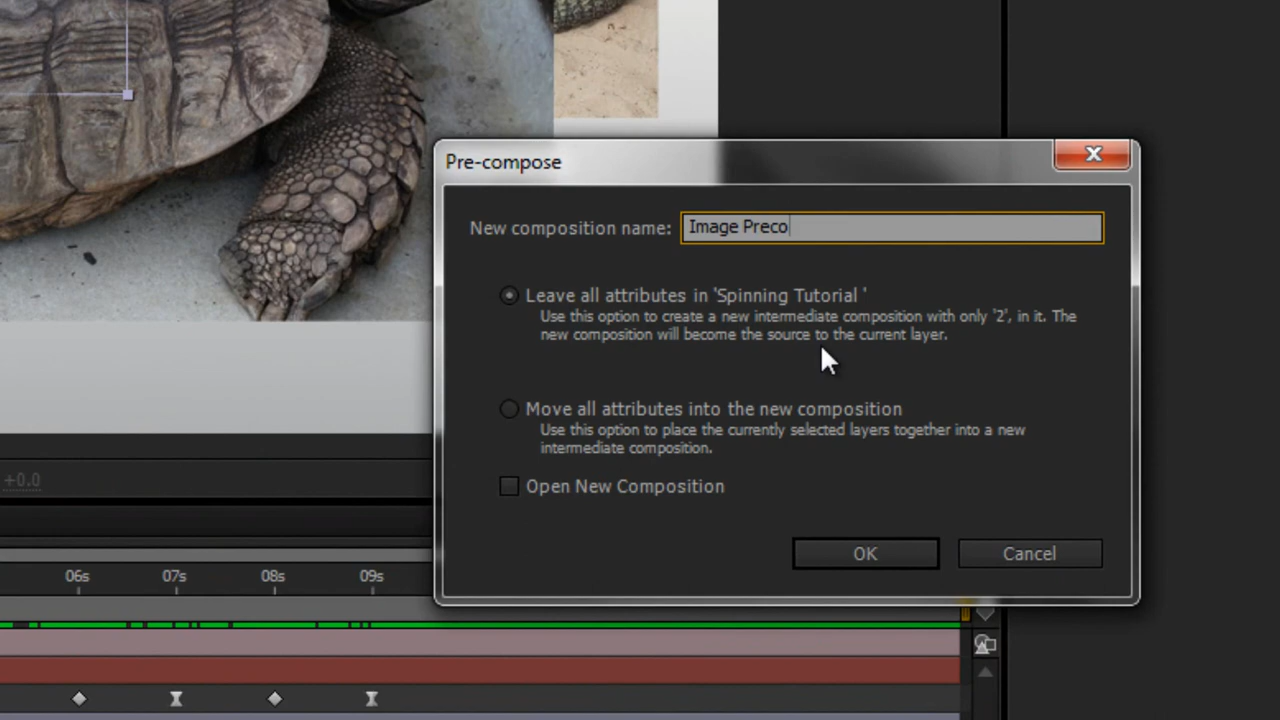 Pre-compose
New composition name: Image Preco
Leave all attributes in 'Spinning Tutorial '
Use this option to create a new intermediate composition with only '2', in it. The
new composition will become the source to the current layer.
Move all attributes into the new composition
Use this option to place the currently selected layers together into a new
intermediate composition.
+0.0
Open New Composition
OK Cancel
06s 07s 08s 09s